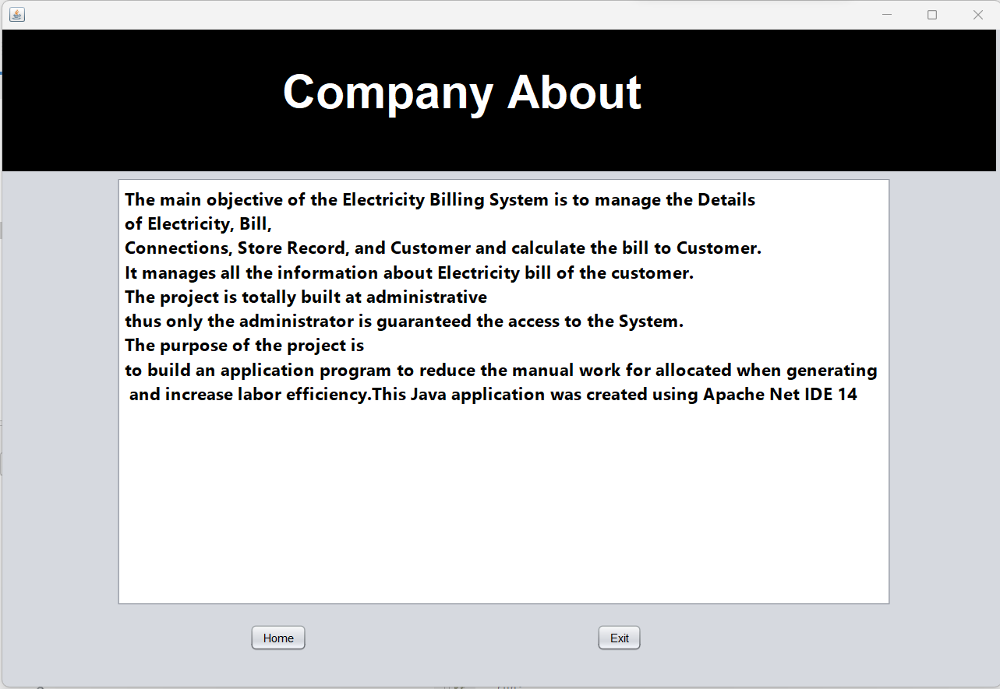 Company About
The main objective of the Electricity Billing System is to manage the Details
of Electricity, Bill,
Connections, Store Record, and Customer and calculate the bill to Customer.
It manages all the information about Electricity bill of the customer.
The project is totally built at administrative
thus only the administrator is guaranteed the access to the System.
The purpose of the project is
to build an application program to reduce the manual work for allocated when generating
and increase labor efficiency.This Java application was created using Apache Net IDE 14
Home
Exit